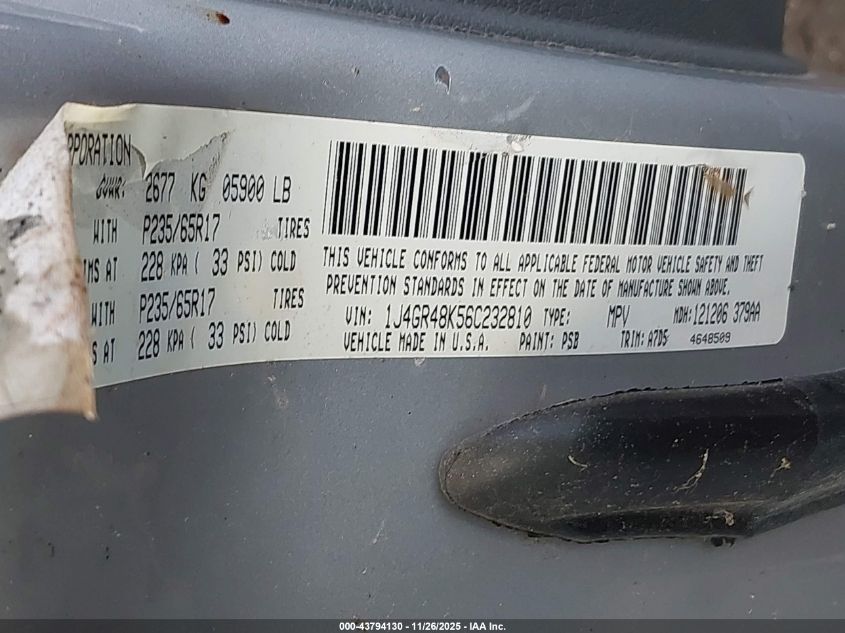 RPORATION
GVWR: 2677 KG 05900 LB
WITH P235/65R17 TIRES
IMS AT 228 KPA ( 33 PSI) COLD
WITH P235/65R17 TIRES
S AT 228 KPA ( 33 PSI) COLD
THIS VEHICLE CONFORMS TO ALL APPLICABLE FEDERAL MOTOR VEHICLE SAFETY AND THEFT
PREVENTION STANDARDS IN EFFECT ON THE DATE OF MANUFACTURE SHOWN ABOVE.
VIN: 1J4GR48K56C232810 TYPE: MPV MDH:121206 379AA
VEHICLE MADE IN U.S.A. PAINT: PSB TRIM: A7D5 4648509
000-43794130 - 11/26/2025 - IAA Inc.